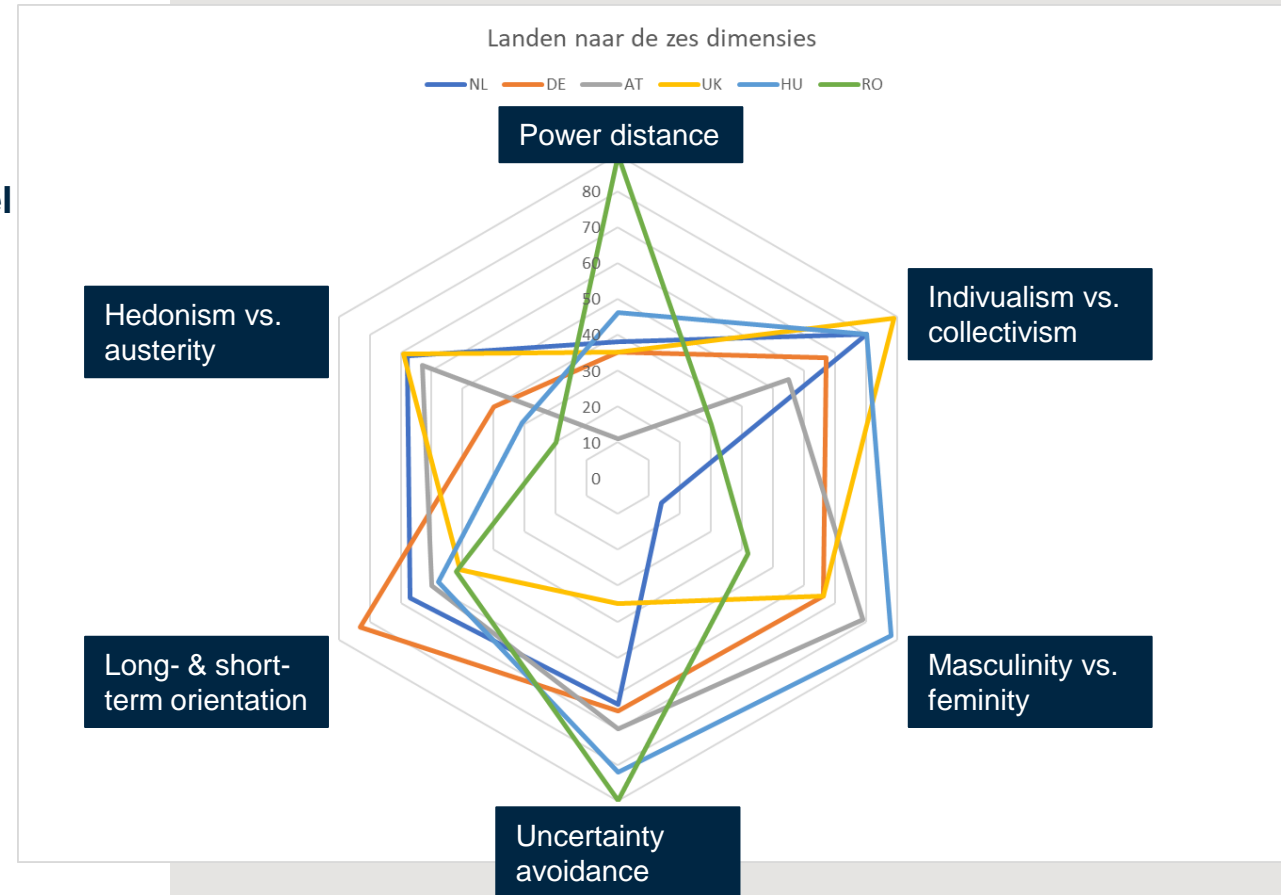 Landen naar de zes dimensies
NL DE AT UK HU RO
Power distance
80
70
60
50
40
30
20
10
0
Hedonism vs.
austerity
Indivualism vs.
collectivism
Long- & short-
term orientation
Masculinity vs.
feminity
Uncertainty
avoidance